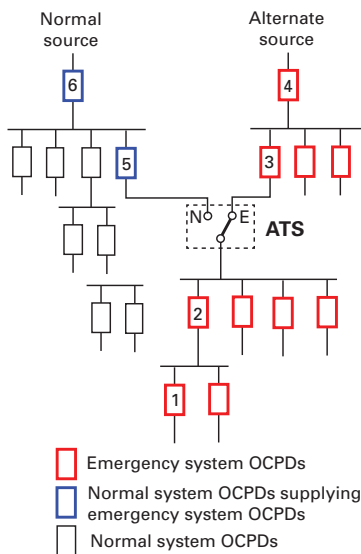 Normal
source
Alternate
source
6
4
5
3
N
E
ATS
2
1
Emergency system OCPDs
Normal system OCPDs supplying
emergency system OCPDs
Normal system OCPDs